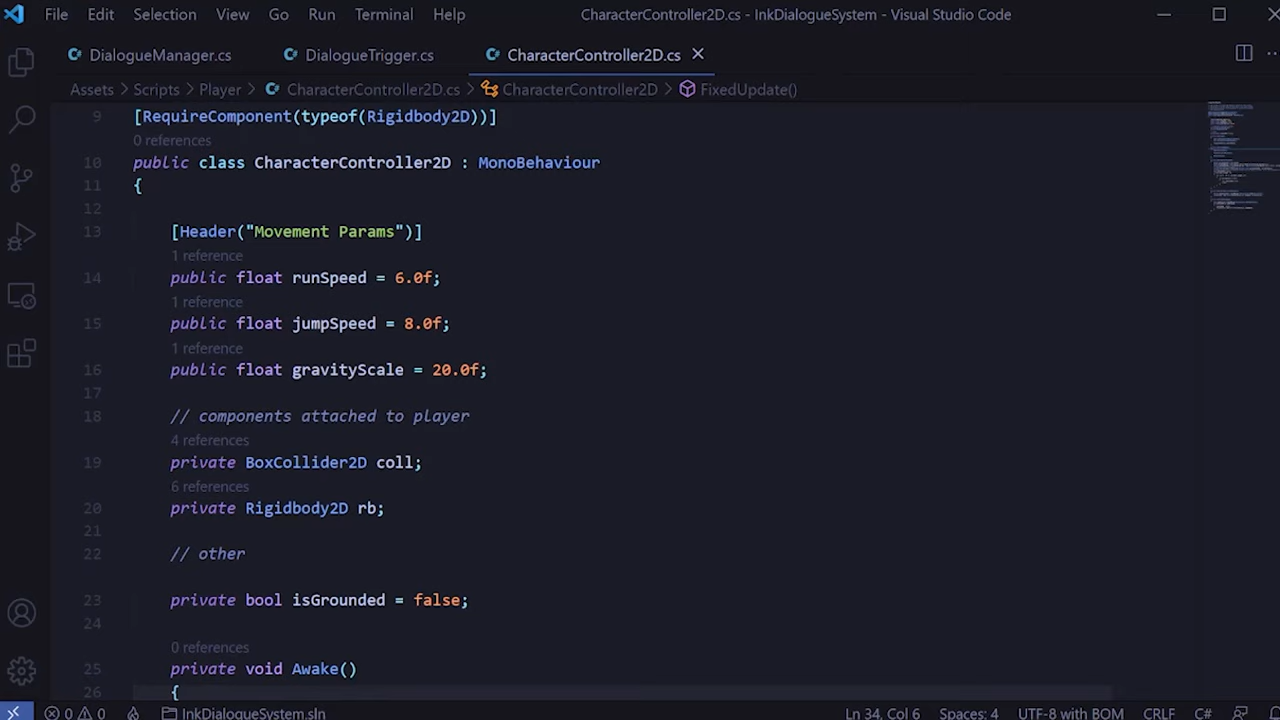 File Edit Selection View Go Run Terminal Help CharacterController2D.cs - InkDialogueSystem - Visual Studio Code
DialogueManager.cs DialogueTrigger.cs CharacterController2D.cs
Assets > Scripts > Player > CharacterController2D.cs > CharacterController2D > FixedUpdate()
9 [RequireComponent(typeof(Rigidbody2D))]
0 references
10 public class CharacterController2D : MonoBehaviour
11 {
12
13 [Header("Movement Params")]
1 reference
14 public float runSpeed = 6.0f;
1 reference
15 public float jumpSpeed = 8.0f;
1 reference
16 public float gravityScale = 20.0f;
17
18 // components attached to player
4 references
19 private BoxCollider2D coll;
6 references
20 private Rigidbody2D rb;
21
22 // other
23 private bool isGrounded = false;
24
0 references
25 private void Awake()
26 {
0 0 InkDialogueSystem.sln Ln 34, Col 6 Spaces: 4 UTF-8 with BOM CRLF C#